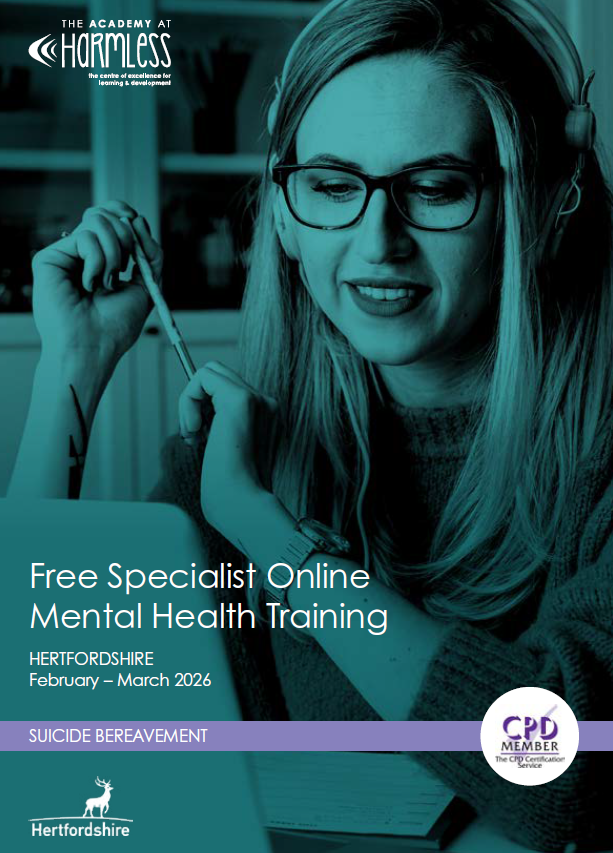 THE ACADEMY AT
HARMLESS
the centre of excellence for
learning & development
Free Specialist Online
Mental Health Training
HERTFORDSHIRE
February – March 2026
SUICIDE BEREAVEMENT
CPD
MEMBER
The CPD Certification
Service
Hertfordshire